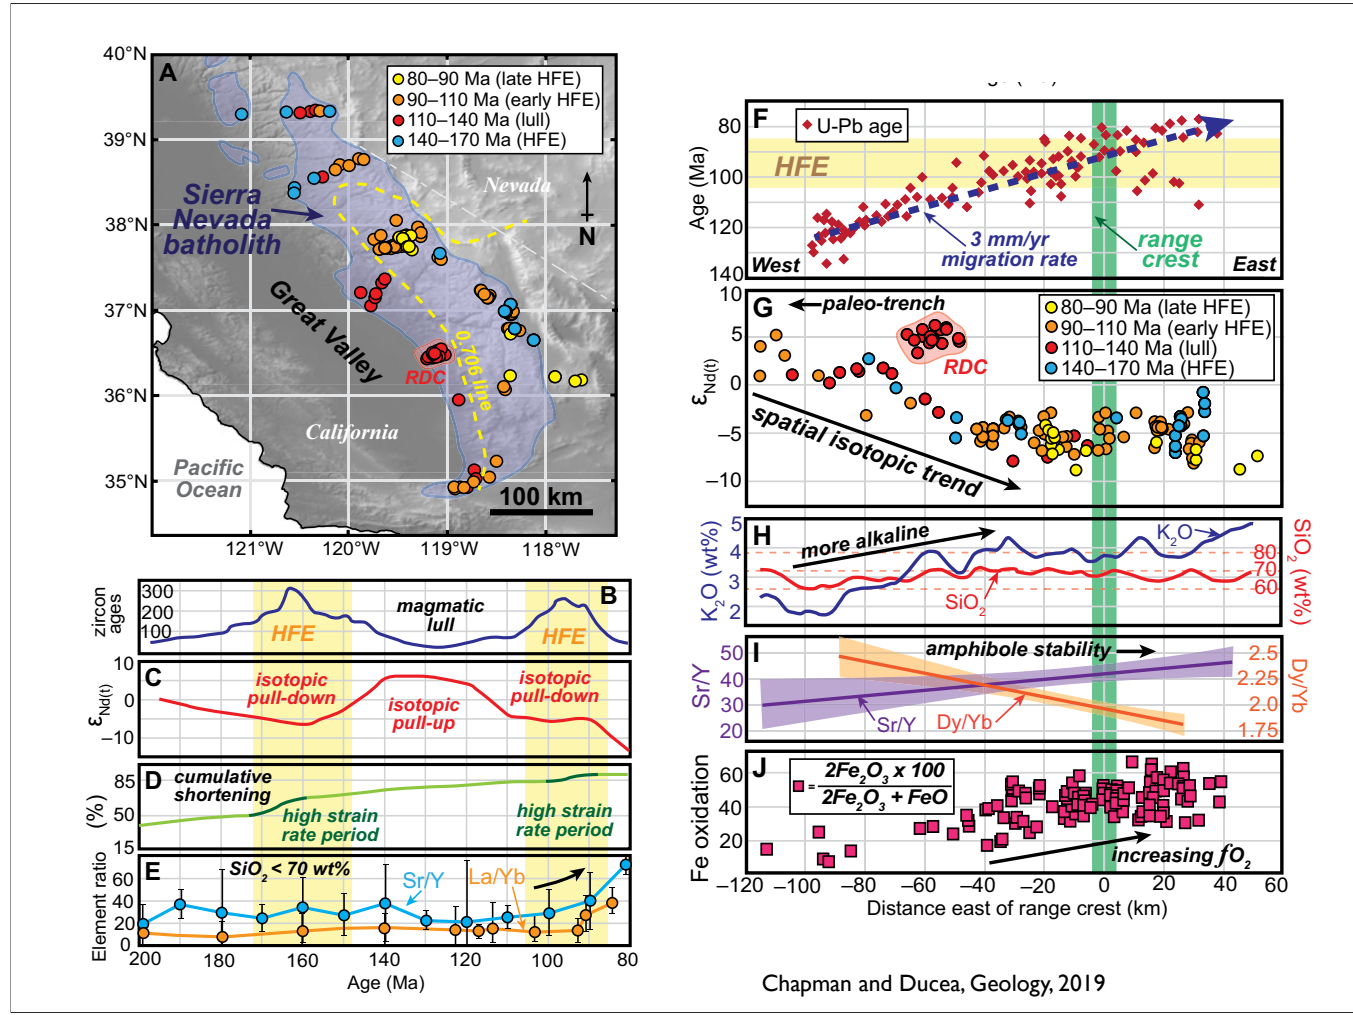 A
40°N
39°N
38°N
37°N
36°N
35°N
80–90 Ma (late HFE)
90–110 Ma (early HFE)
110–140 Ma (lull)
140–170 Ma (HFE)
Sierra
Nevada
batholith
Nevada
N
Great Valley
0.706 line
RDC
California
Pacific
Ocean
100 km
121°W
120°W
119°W
118°W
B
zircon
ages
300
200
100
HFE
magmatic
lull
HFE
C
εNd(t)
10
0
–10
isotopic
pull-down
isotopic
pull-up
isotopic
pull-down
D
(%)
85
50
15
cumulative
shortening
high strain
rate period
high strain
rate period
E
Element ratio
60
40
20
0
SiO2 < 70 wt%
Sr/Y
La/Yb
200
180
160
140
120
100
80
Age (Ma)
F
Age (Ma)
80
100
120
140
U-Pb age
HFE
3 mm/yr
migration rate
range
crest
West
East
G
εNd(t)
10
5
0
–5
–10
paleo-trench
RDC
80–90 Ma (late HFE)
90–110 Ma (early HFE)
110–140 Ma (lull)
140–170 Ma (HFE)
spatial isotopic trend
H
K2O (wt%)
5
4
3
2
more alkaline
K2O
SiO2
80
70
60
SiO2 (wt%)
I
Sr/Y
50
40
30
20
amphibole stability
Sr/Y
Dy/Yb
2.5
2.25
2.0
1.75
Dy/Yb
J
Fe oxidation
60
40
20
= 2Fe2O3 x 100
2Fe2O3 + FeO
increasing fO2
–120
–100
–80
–60
–40
–20
0
20
40
60
Distance east of range crest (km)
Chapman and Ducea, Geology, 2019